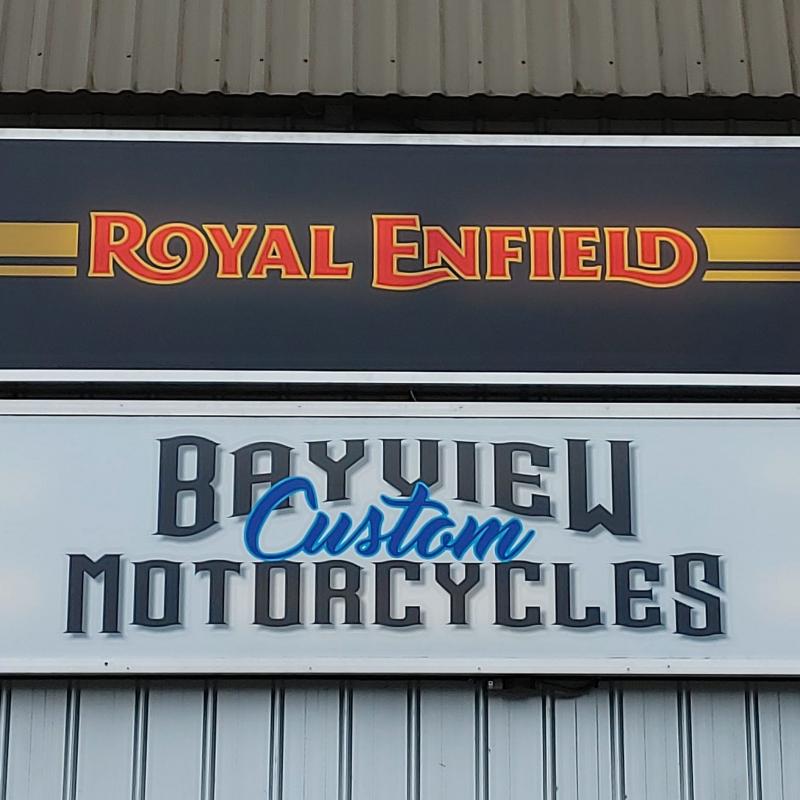 ROYAL ENFIELD
BAYVIEW
Custom
MOTORCYCLES